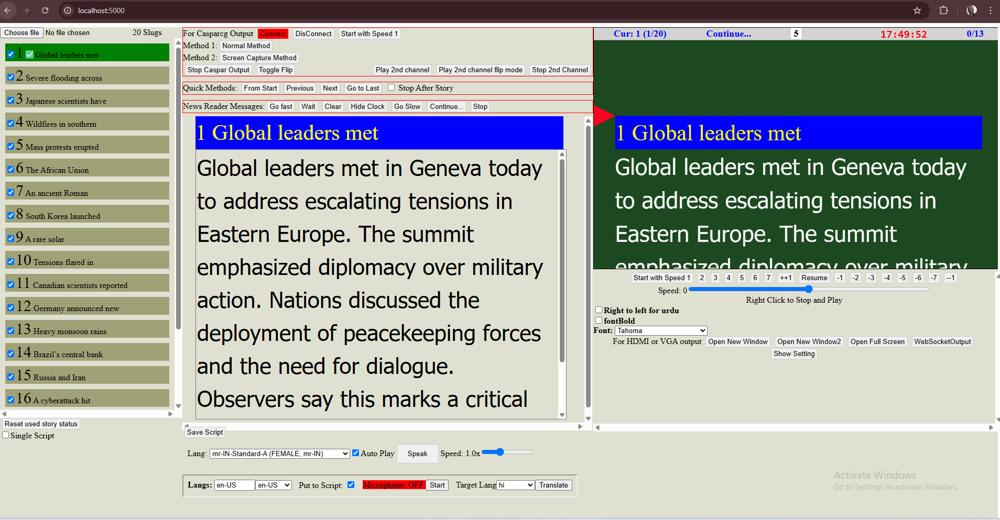 localhost:5000
Choose file No file chosen 20 Slugs
1 Global leaders met
2 Severe flooding across
3 Japanese scientists have
4 Wildfires in southern
5 Mass protests erupted
6 The African Union
7 An ancient Roman
8 South Korea launched
9 A rare solar
10 Tensions flared in
11 Canadian scientists reported
12 Germany announced new
13 Heavy monsoon rains
14 Brazil’s central bank
15 Russia and Iran
16 A cyberattack hit
Reset used story status
Single Script
For Casparcg Output Connect DisConnect Start with Speed 1
Method 1: Normal Method
Method 2: Screen Capture Method
Stop Caspar Output Toggle Flip Play 2nd channel Play 2nd channel flip mode Stop 2nd Channel
Quick Methods: From Start Previous Next Go to Last Stop After Story
News Reader Messages: Go fast Wait Clear Hide Clock Go Slow Continue... Stop
1 Global leaders met
Global leaders met in Geneva today
to address escalating tensions in
Eastern Europe. The summit
emphasized diplomacy over military
action. Nations discussed the
deployment of peacekeeping forces
and the need for dialogue.
Observers say this marks a critical
Save Script
Lang: mr-IN-Standard-A (FEMALE, mr-IN) Auto Play Speak Speed: 1.0x
Langs: en-US en-US Put to Script: Microphone: OFF Start Target Lang hi Translate
Cur: 1 (1/20) Continue... 5 17:49:52 0/13
1 Global leaders met
Global leaders met in Geneva today
to address escalating tensions in
Eastern Europe. The summit
emphasized diplomacy over military
Start with Speed 1 2 3 4 5 6 7 ++1 Resume -1 -2 -3 -4 -5 -6 -7 --1
Speed: 0
Right Click to Stop and Play
Right to left for urdu
fontBold
Font: Tahoma
For HDMI or VGA output Open New Window Open New Window2 Open Full Screen WebSocketOutput
Show Setting
Activate Windows
Go to Settings to activate Windows.